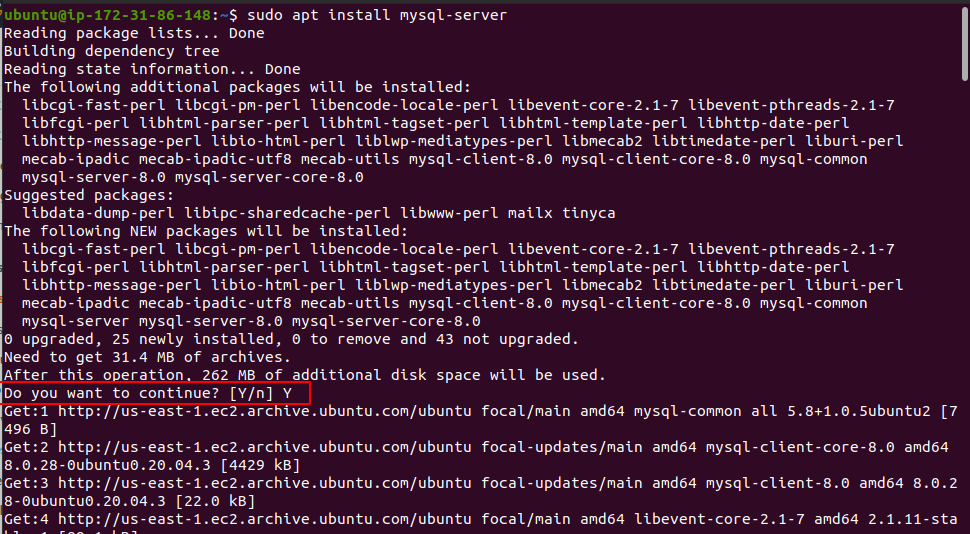 ubuntu@ip-172-31-86-148:~$ sudo apt install mysql-server
Reading package lists... Done
Building dependency tree
Reading state information... Done
The following additional packages will be installed:
  libcgi-fast-perl libcgi-pm-perl libencode-locale-perl libevent-core-2.1-7 libevent-pthreads-2.1-7
  libfcgi-perl libhtml-parser-perl libhtml-tagset-perl libhtml-template-perl libhttp-date-perl
  libhttp-message-perl libio-html-perl liblwp-mediatypes-perl libmecab2 libtimedate-perl liburi-perl
  mecab-ipadic mecab-ipadic-utf8 mecab-utils mysql-client-8.0 mysql-client-core-8.0 mysql-common
  mysql-server-8.0 mysql-server-core-8.0
Suggested packages:
  libdata-dump-perl libipc-sharedcache-perl libwww-perl mailx tinyca
The following NEW packages will be installed:
  libcgi-fast-perl libcgi-pm-perl libencode-locale-perl libevent-core-2.1-7 libevent-pthreads-2.1-7
  libfcgi-perl libhtml-parser-perl libhtml-tagset-perl libhtml-template-perl libhttp-date-perl
  libhttp-message-perl libio-html-perl liblwp-mediatypes-perl libmecab2 libtimedate-perl liburi-perl
  mecab-ipadic mecab-ipadic-utf8 mecab-utils mysql-client-8.0 mysql-client-core-8.0 mysql-common
  mysql-server mysql-server-8.0 mysql-server-core-8.0
0 upgraded, 25 newly installed, 0 to remove and 43 not upgraded.
Need to get 31.4 MB of archives.
After this operation, 262 MB of additional disk space will be used.
Do you want to continue? [Y/n] Y
Get:1 http://us-east-1.ec2.archive.ubuntu.com/ubuntu focal/main amd64 mysql-common all 5.8+1.0.5ubuntu2 [7
496 B]
Get:2 http://us-east-1.ec2.archive.ubuntu.com/ubuntu focal-updates/main amd64 mysql-client-core-8.0 amd64
8.0.28-0ubuntu0.20.04.3 [4429 kB]
Get:3 http://us-east-1.ec2.archive.ubuntu.com/ubuntu focal-updates/main amd64 mysql-client-8.0 amd64 8.0.2
8-0ubuntu0.20.04.3 [22.0 kB]
Get:4 http://us-east-1.ec2.archive.ubuntu.com/ubuntu focal/main amd64 libevent-core-2.1-7 amd64 2.1.11-sta